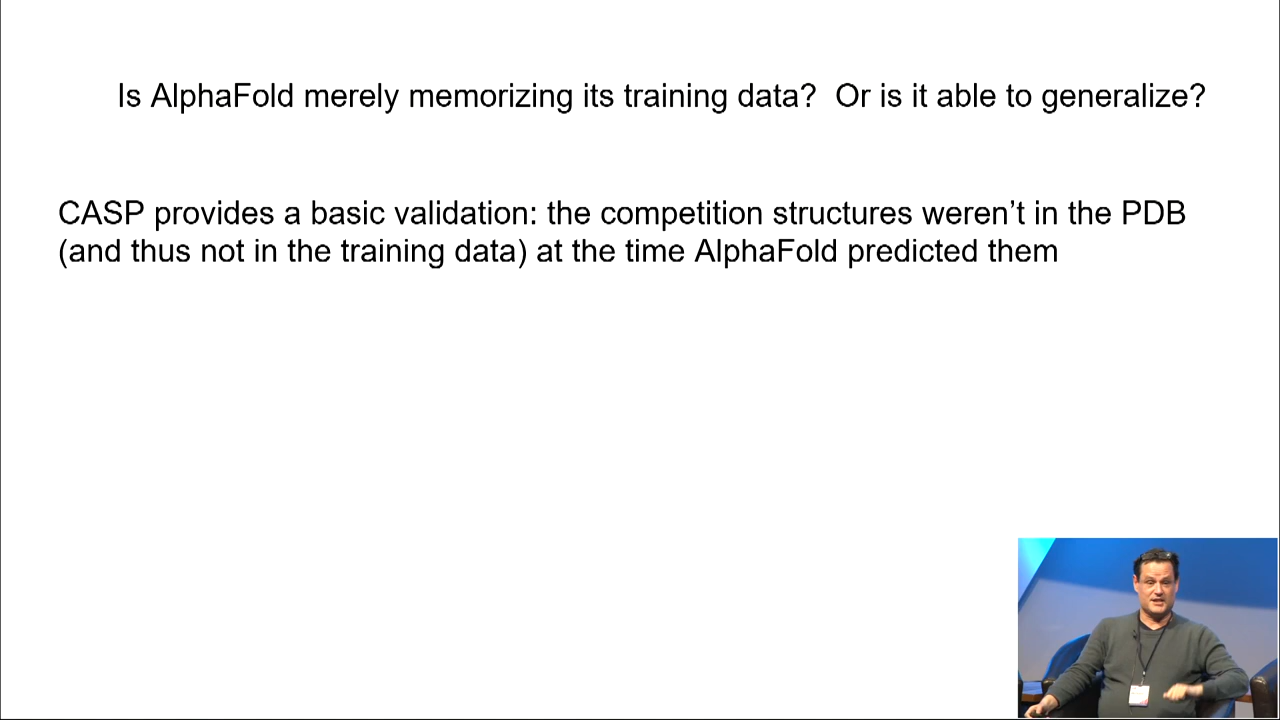 Is AlphaFold merely memorizing its training data?  Or is it able to generalize?
CASP provides a basic validation: the competition structures weren’t in the PDB
(and thus not in the training data) at the time AlphaFold predicted them